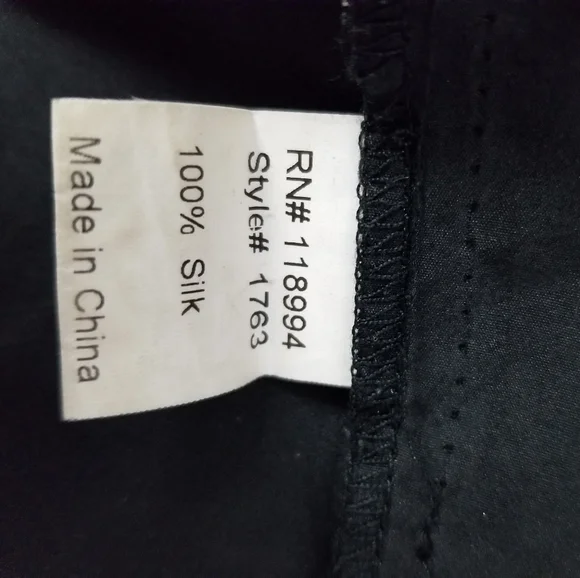 RN# 118994
Style# 1763
100% Silk
Made in China